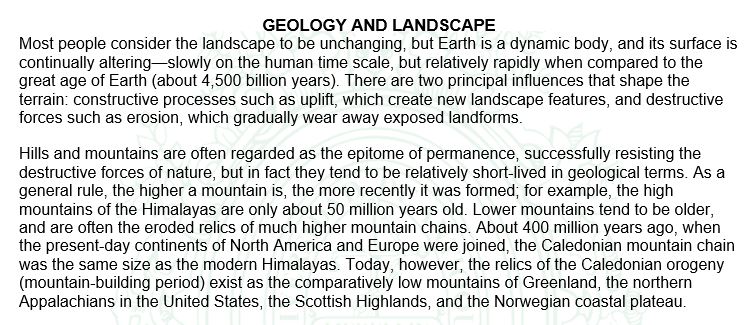 GEOLOGY AND LANDSCAPE
Most people consider the landscape to be unchanging, but Earth is a dynamic body, and its surface is
continually altering—slowly on the human time scale, but relatively rapidly when compared to the
great age of Earth (about 4,500 billion years). There are two principal influences that shape the
terrain: constructive processes such as uplift, which create new landscape features, and destructive
forces such as erosion, which gradually wear away exposed landforms.
Hills and mountains are often regarded as the epitome of permanence, successfully resisting the
destructive forces of nature, but in fact they tend to be relatively short-lived in geological terms. As a
general rule, the higher a mountain is, the more recently it was formed; for example, the high
mountains of the Himalayas are only about 50 million years old. Lower mountains tend to be older,
and are often the eroded relics of much higher mountain chains. About 400 million years ago, when
the present-day continents of North America and Europe were joined, the Caledonian mountain chain
was the same size as the modern Himalayas. Today, however, the relics of the Caledonian orogeny
(mountain-building period) exist as the comparatively low mountains of Greenland, the northern
Appalachians in the United States, the Scottish Highlands, and the Norwegian coastal plateau.